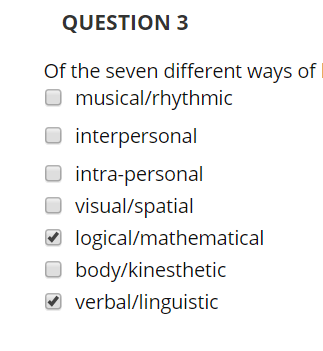 QUESTION 3
Of the seven different ways of
musical/rhythmic
interpersonal
intra-personal
visual/spatial
logical/mathematical
body/kinesthetic
verbal/linguistic